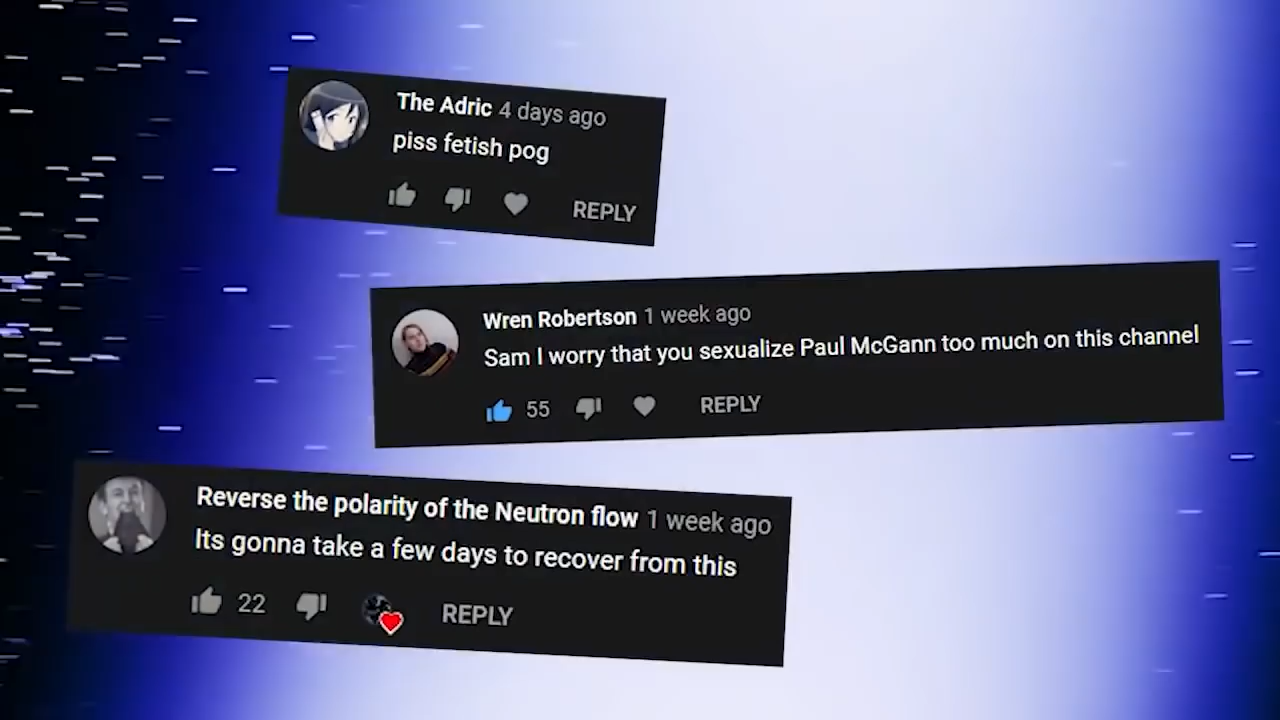 The Adric 4 days ago
piss fetish pog
REPLY
Wren Robertson 1 week ago
Sam I worry that you sexualize Paul McGann too much on this channel
55 REPLY
Reverse the polarity of the Neutron flow 1 week ago
Its gonna take a few days to recover from this
22 REPLY